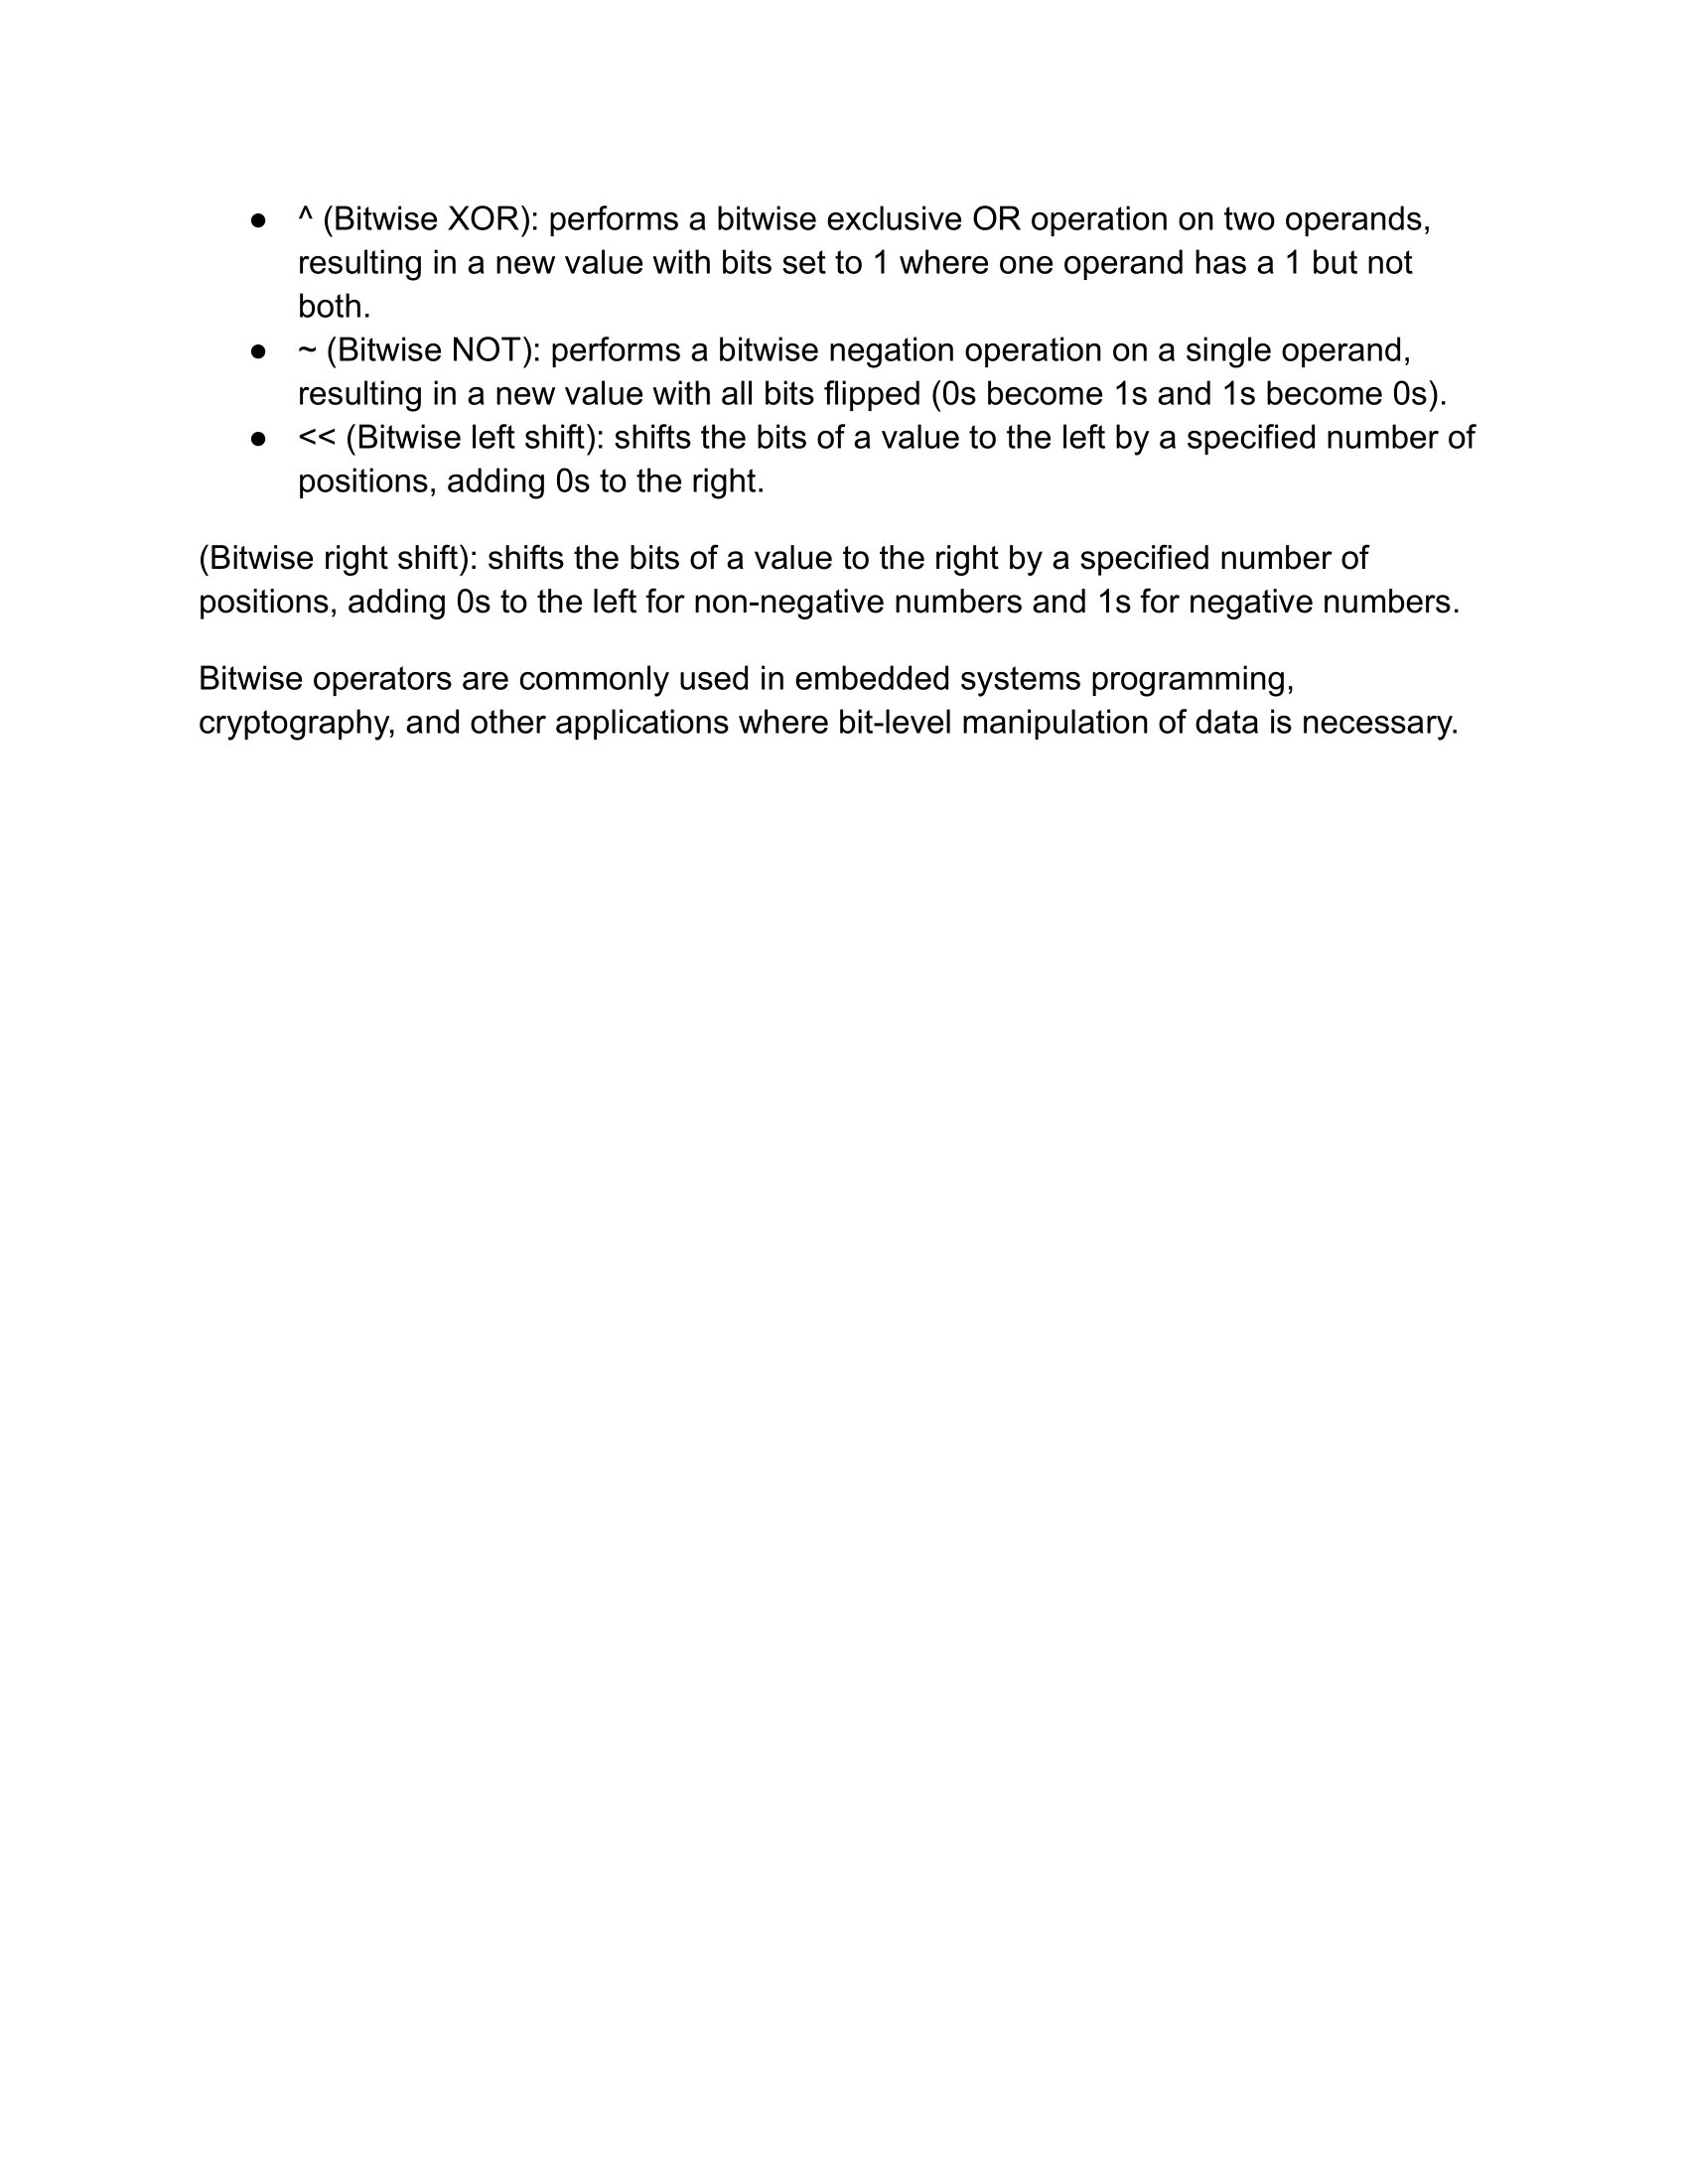 ● ^ (Bitwise XOR): performs a bitwise exclusive OR operation on two operands,
resulting in a new value with bits set to 1 where one operand has a 1 but not
both.
● ~ (Bitwise NOT): performs a bitwise negation operation on a single operand,
resulting in a new value with all bits flipped (0s become 1s and 1s become 0s).
● << (Bitwise left shift): shifts the bits of a value to the left by a specified number of
positions, adding 0s to the right.
(Bitwise right shift): shifts the bits of a value to the right by a specified number of
positions, adding 0s to the left for non-negative numbers and 1s for negative numbers.
Bitwise operators are commonly used in embedded systems programming,
cryptography, and other applications where bit-level manipulation of data is necessary.